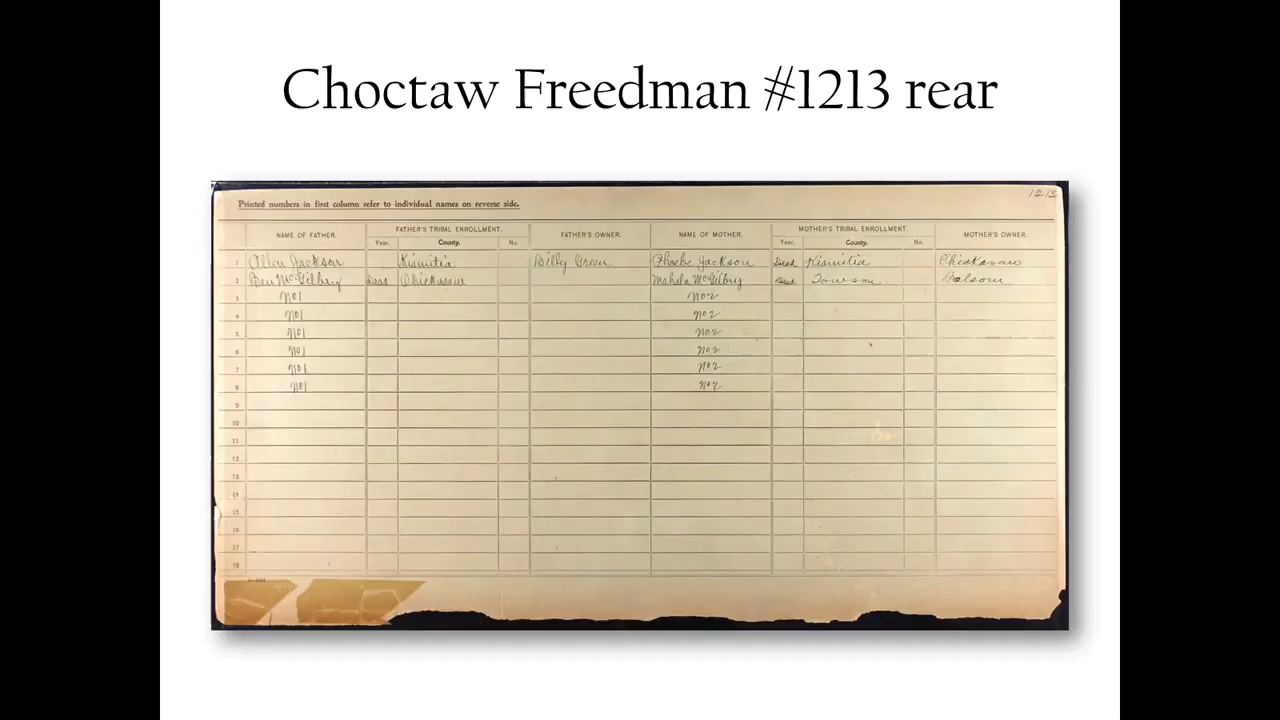 Choctaw Freedman #1213 rear
1213
Printed numbers in first column refer to individual names on reverse side.
NAME OF FATHER. FATHER'S TRIBAL ENROLLMENT. FATHER'S OWNER. NAME OF MOTHER. MOTHER'S TRIBAL ENROLLMENT. MOTHER'S OWNER.
Year. County. No. Year. County. No.
1 Allen Jackson Kiamitia Billy Green Phoebe Jackson Dead Kiamitia Chickasaw
2 Ben McGilbry Dead Chickasaw Mahala McGilbry Dead Towson Folsom
3 No1 No2
4 No1 No2
5 No1 No2
6 No1 No2
7 No1 No2
8 No1 No2
9
10
11
12
13
14
15
16
17
18